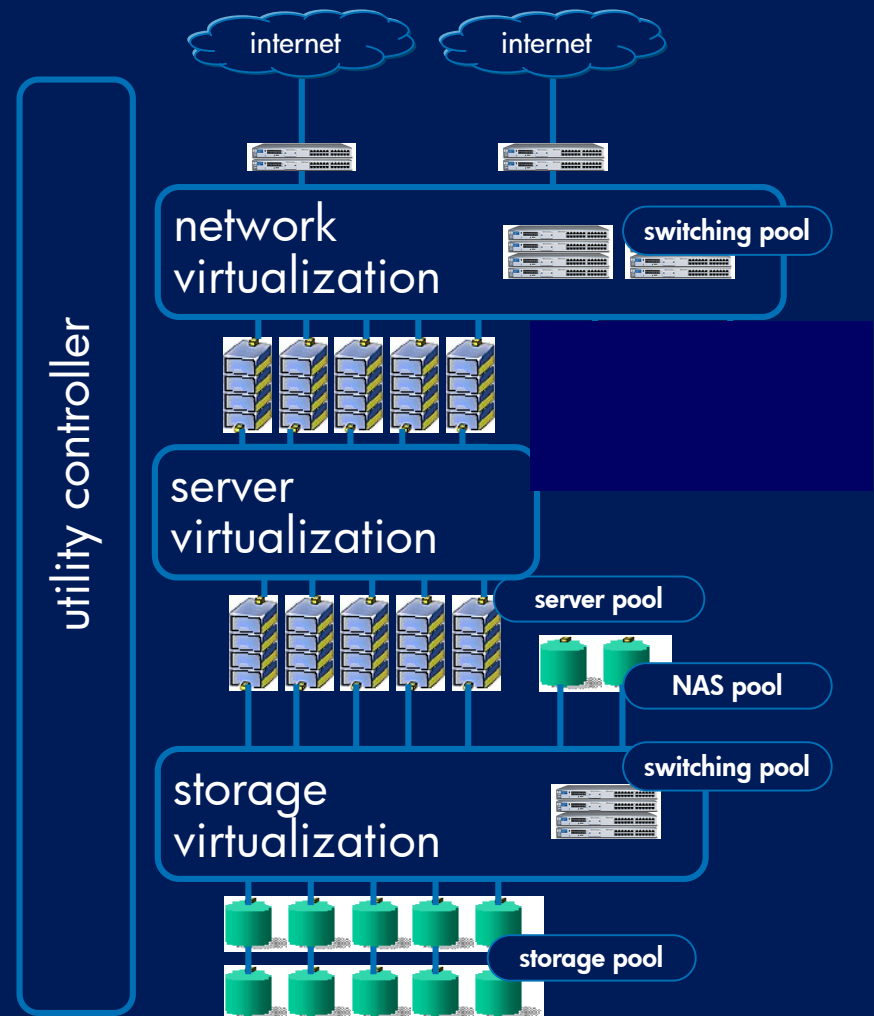 internet
internet
network
virtualization
switching pool
utility controller
server
virtualization
server pool
NAS pool
switching pool
storage
virtualization
storage pool